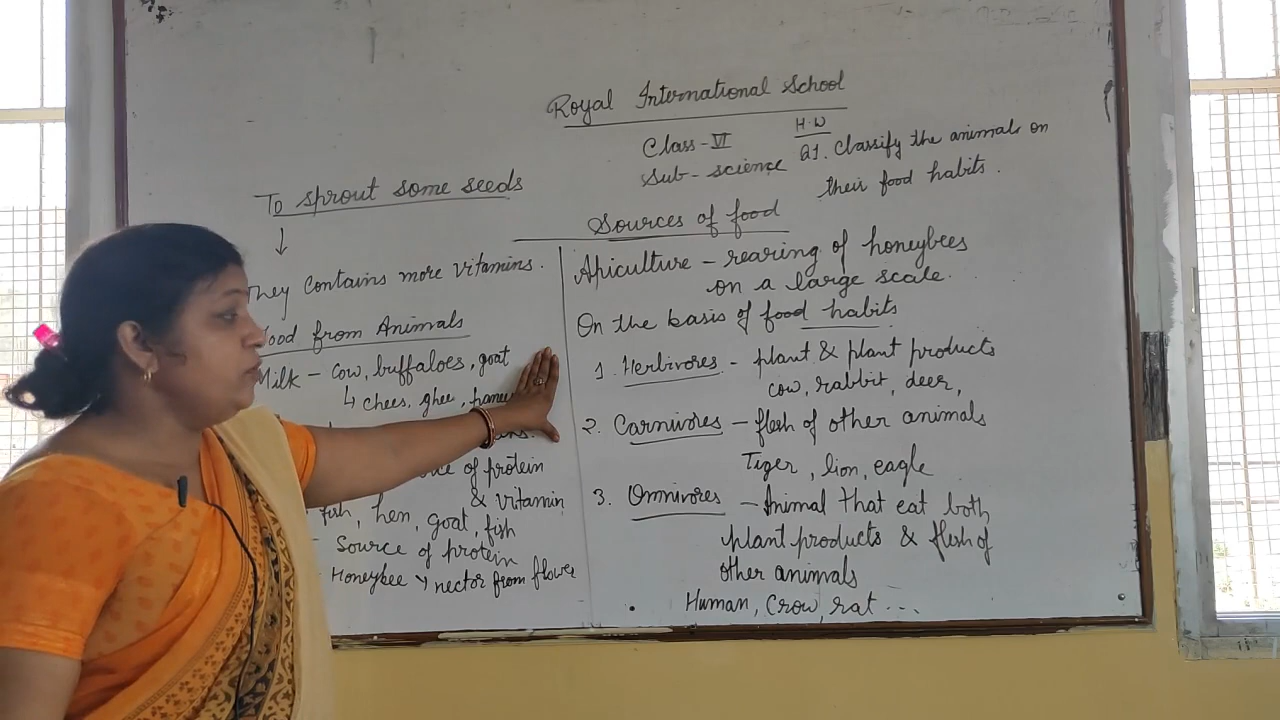 Royal International School
Class-VI
Sub-science
H.W
Q1. Classify the animals on
their food habits.
To sprout some seeds
↓
They contains more vitamins.
Food from Animals
Milk - cow, buffaloes, goat
↳ chees, ghee,
of protein
& vitamin
fish, hen, goat, fish
- Source of protein
- Honeybee → nector from flower
Sources of food
Apiculture - rearing of honeybees
on a large scale.
On the basis of food habits
1. Herbivores - plant & plant products
cow, rabbit, deer,
2. Carnivores - flesh of other animals
Tiger, lion, eagle
3. Omnivores - Animal that eat both
plant products & flesh of
other animals
Human, Crow, rat ...